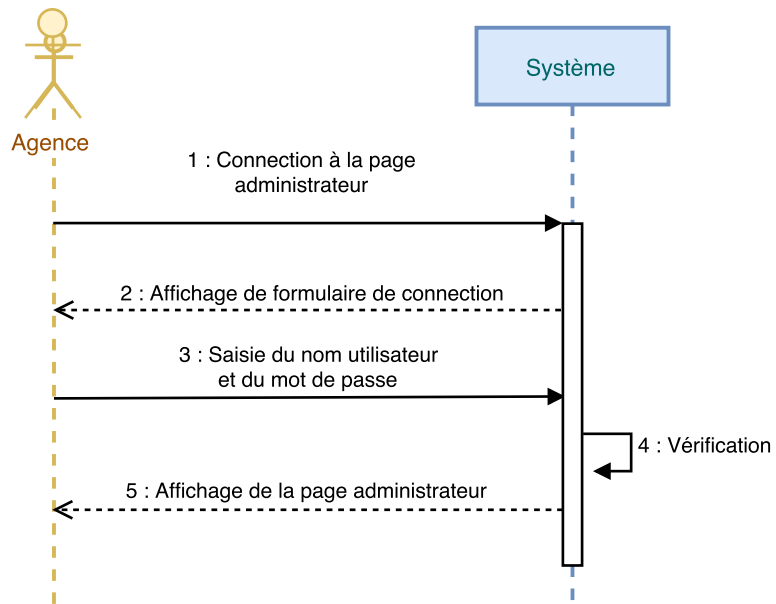 Système
Agence
1 : Connection à la page
administrateur
2 : Affichage de formulaire de connection
3 : Saisie du nom utilisateur
et du mot de passe
4 : Vérification
5 : Affichage de la page administrateur